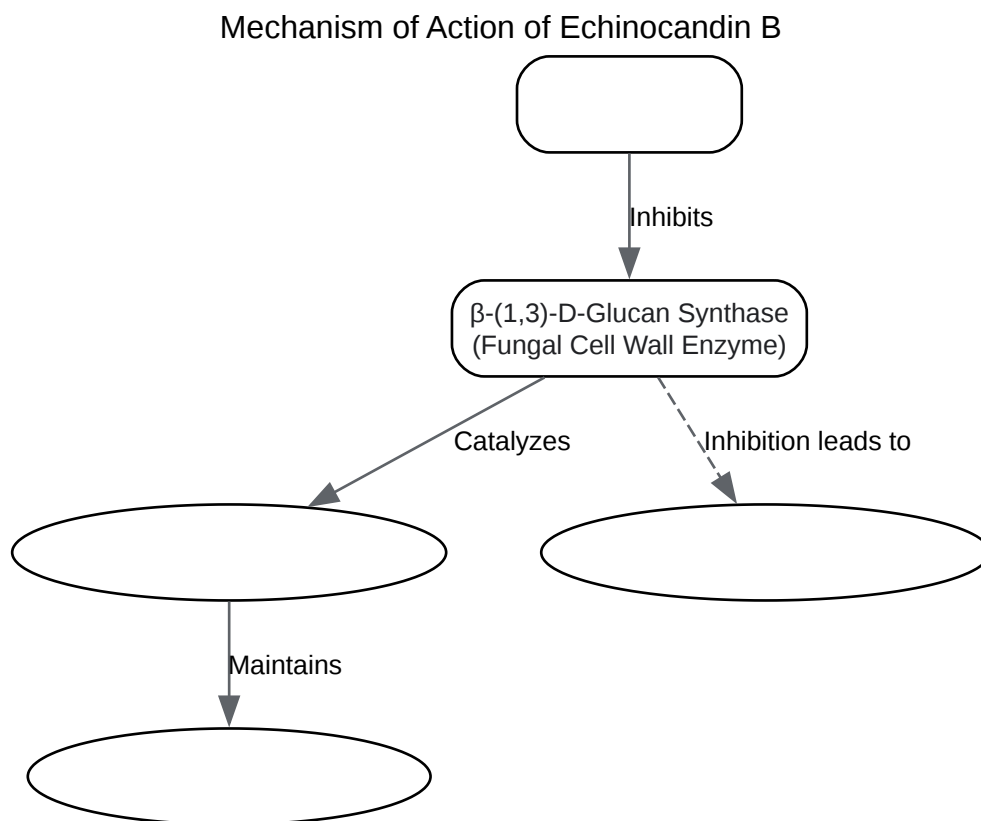 Mechanism of Action of Echinocandin B
Inhibits
β-(1,3)-D-Glucan Synthase
(Fungal Cell Wall Enzyme)
Catalyzes
Inhibition leads to
Maintains